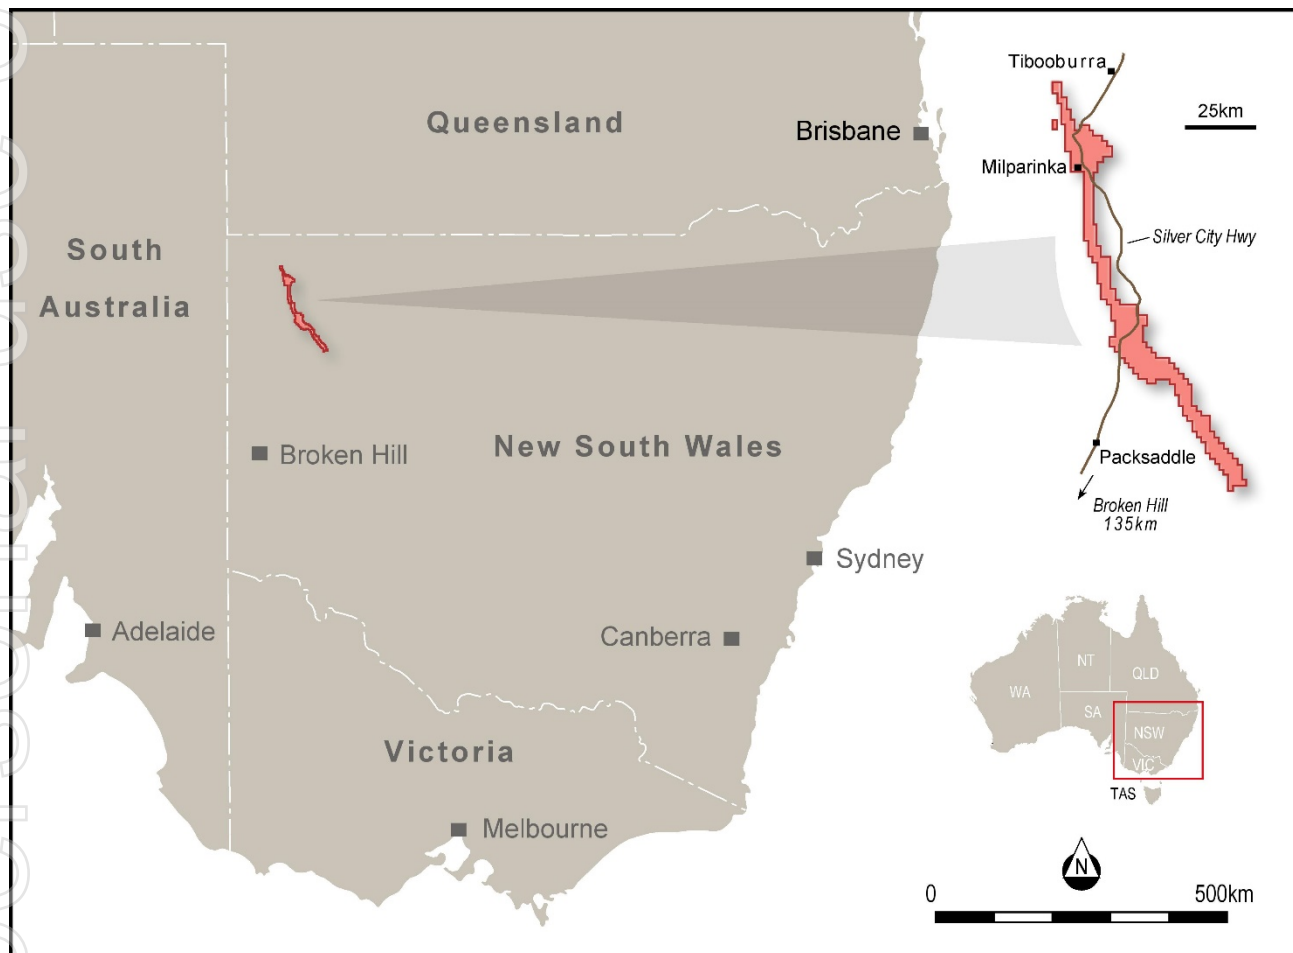 Queensland
Brisbane
South
Australia
New South Wales
Broken Hill
Sydney
Adelaide
Canberra
Victoria
Melbourne
Tibooburra
25km
Milparinka
Silver City Hwy
Packsaddle
Broken Hill
135km
WA
NT
QLD
SA
NSW
VIC
TAS
N
0
500km